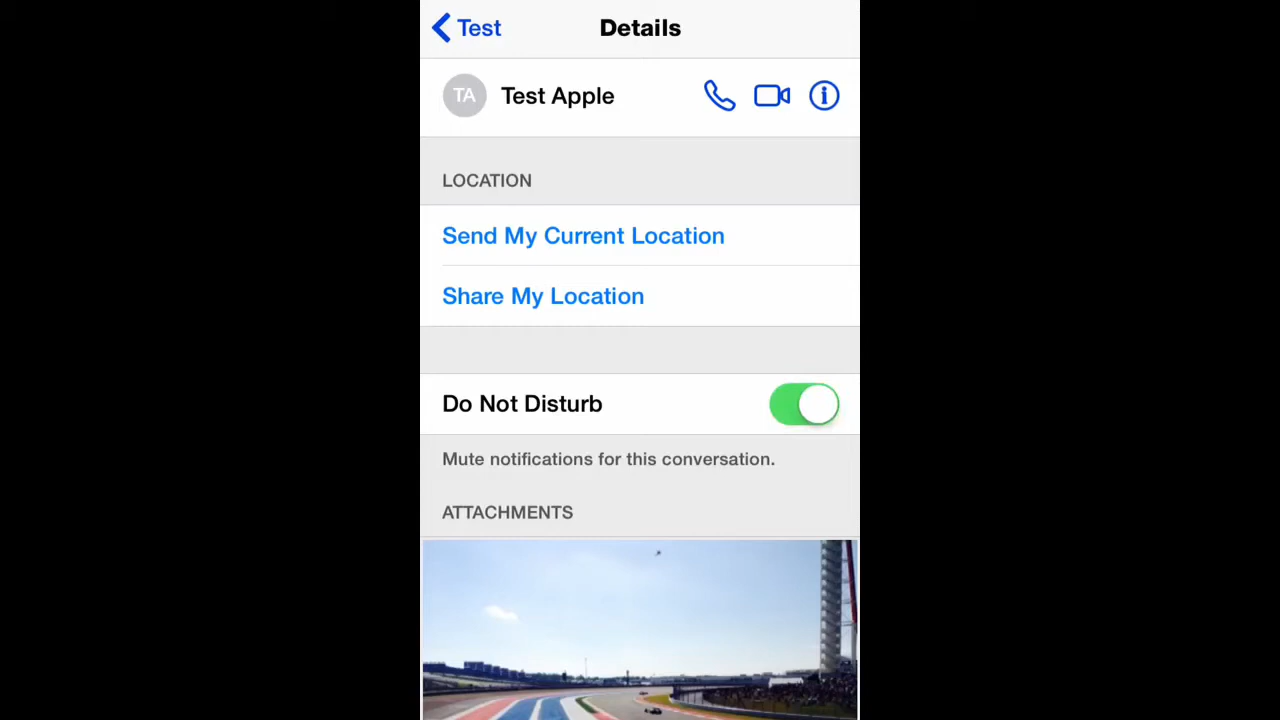 Test
Details
TA
Test Apple
LOCATION
Send My Current Location
Share My Location
Do Not Disturb
Mute notifications for this conversation.
ATTACHMENTS